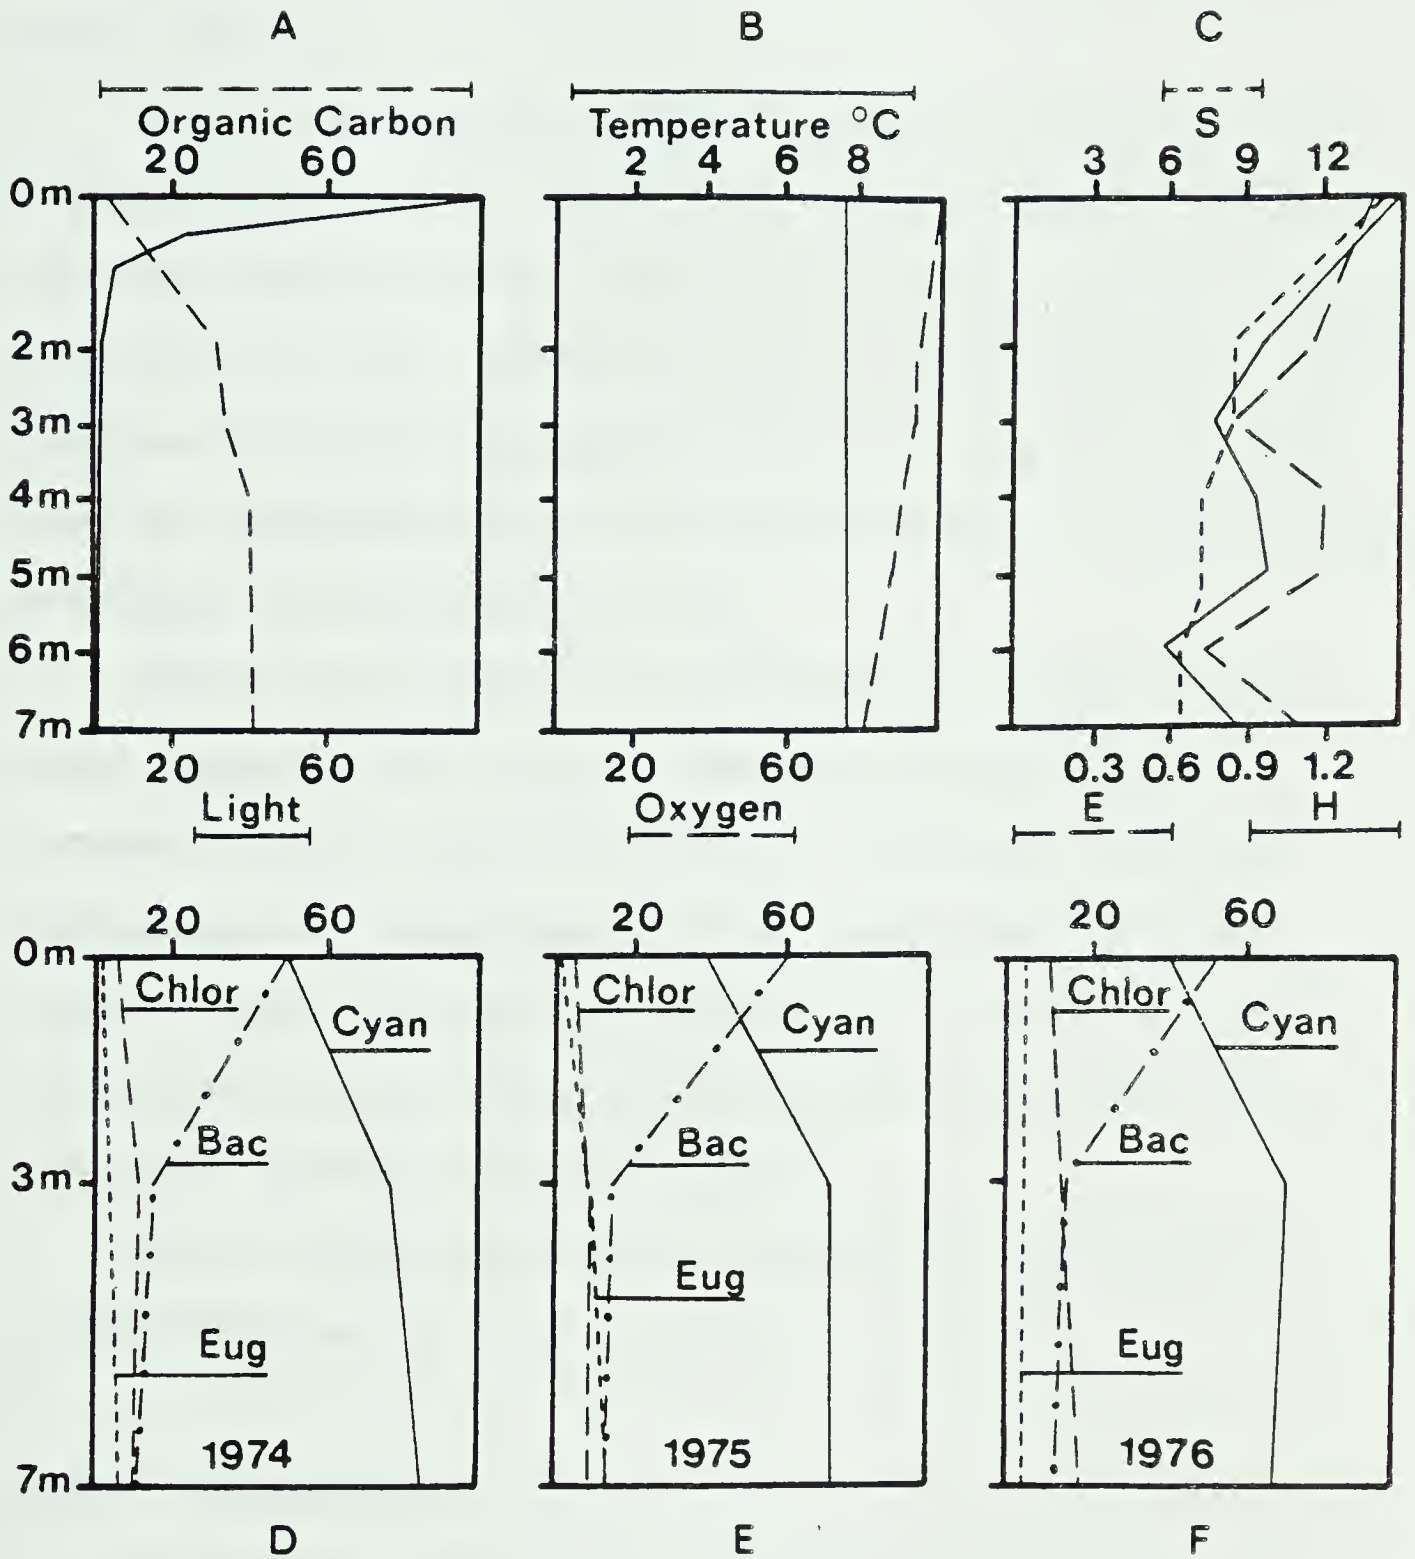 A B C
Organic Carbon Temperature °C S
20 60 2 4 6 8 3 6 9 12
0m
2m
3m
4m
5m
6m
7m
20 60 20 60 0.3 0.6 0.9 1.2
Light Oxygen E H
20 60 20 60 20 60
0m
Chlor Chlor Chlor
Cyan Cyan Cyan
Bac Bac Bac
3m
Eug
Eug Eug
1974 1975 1976
7m
D E F